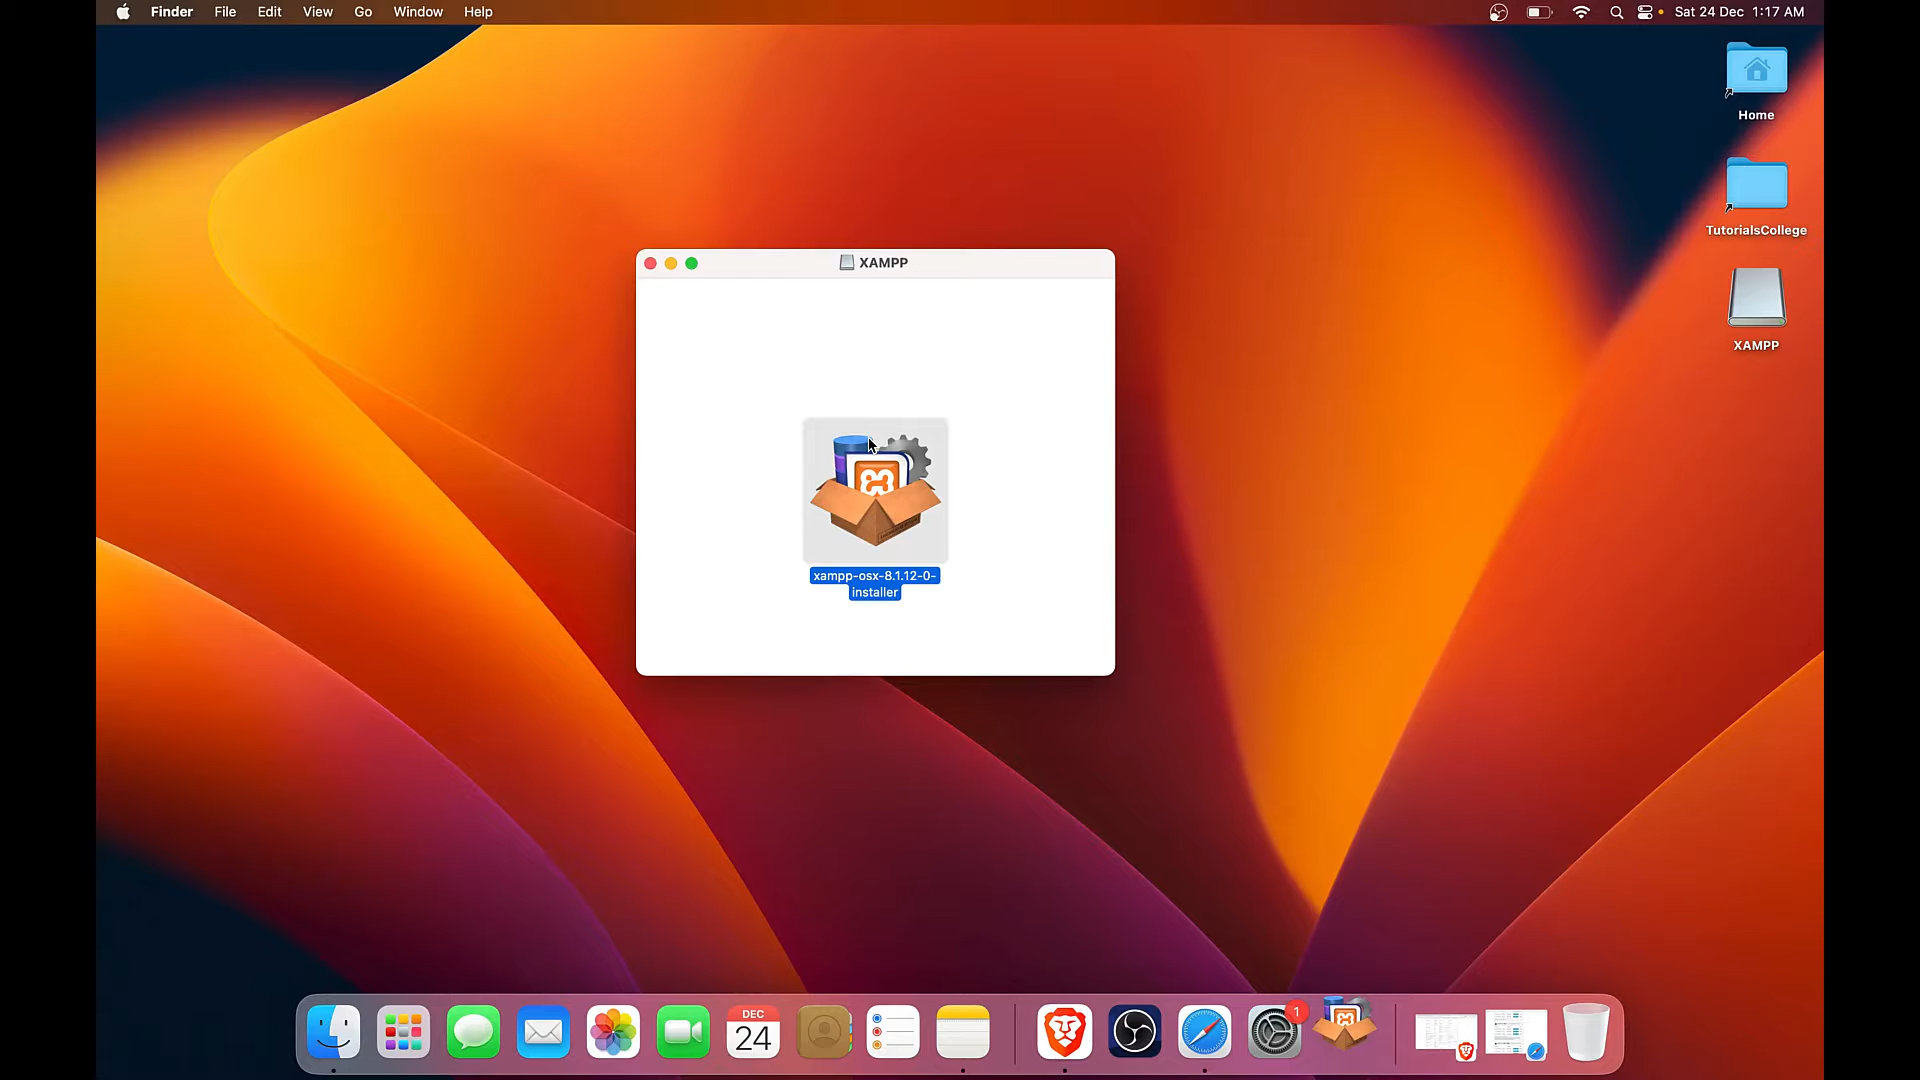 Finder File Edit View Go Window Help
Sat 24 Dec 1:17 AM
Home
TutorialsCollege
XAMPP
XAMPP
xampp-osx-8.1.12-0-
installer
DEC
24
1